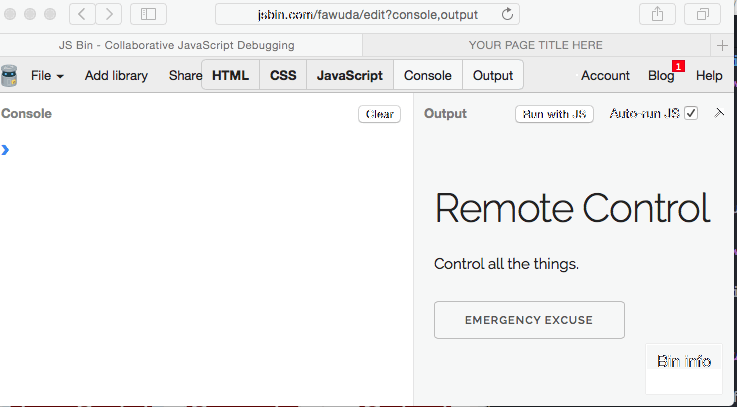 jsbin.com/fawuda/edit?console,output
JS Bin - Collaborative JavaScript Debugging
YOUR PAGE TITLE HERE
File Add library Share HTML CSS JavaScript Console Output Account Blog 1 Help
Console Clear
Output Run with JS Auto-run JS
Remote Control
Control all the things.
EMERGENCY EXCUSE
Bin info